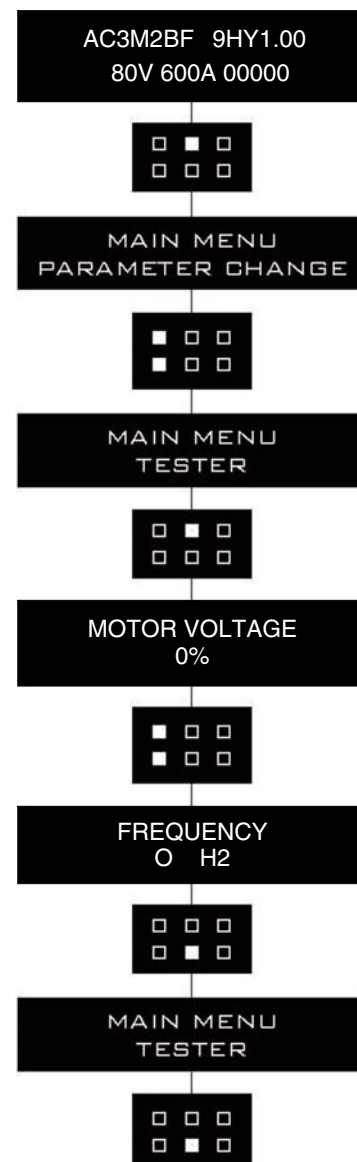 AC3M2BF 9HY1.00
80V 600A 00000
MAIN MENU
PARAMETER CHANGE
MAIN MENU
TESTER
MOTOR VOLTAGE
0%
FREQUENCY
O H2
MAIN MENU
TESTER